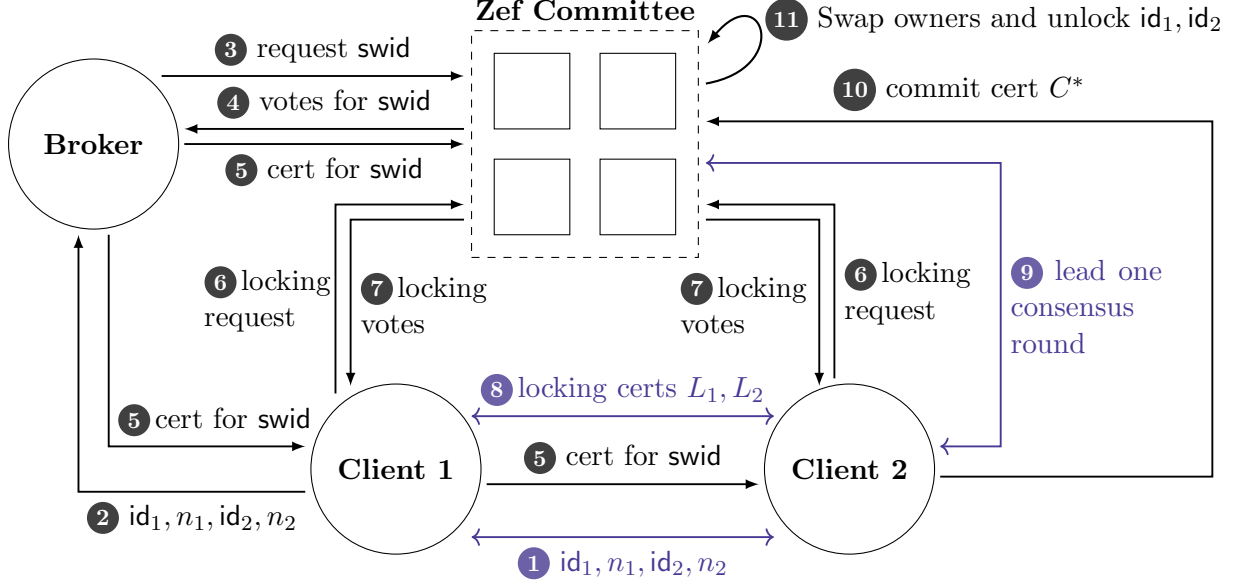 Zef Committee
11 Swap owners and unlock id₁, id₂
3 request swid
10 commit cert C*
4 votes for swid
Broker
5 cert for swid
6 locking
request
7 locking
votes
7 locking
votes
6 locking
request
9 lead one
consensus
round
8 locking certs L₁, L₂
5 cert for swid
5 cert for swid
Client 1
Client 2
2 id₁, n₁, id₂, n₂
1 id₁, n₁, id₂, n₂